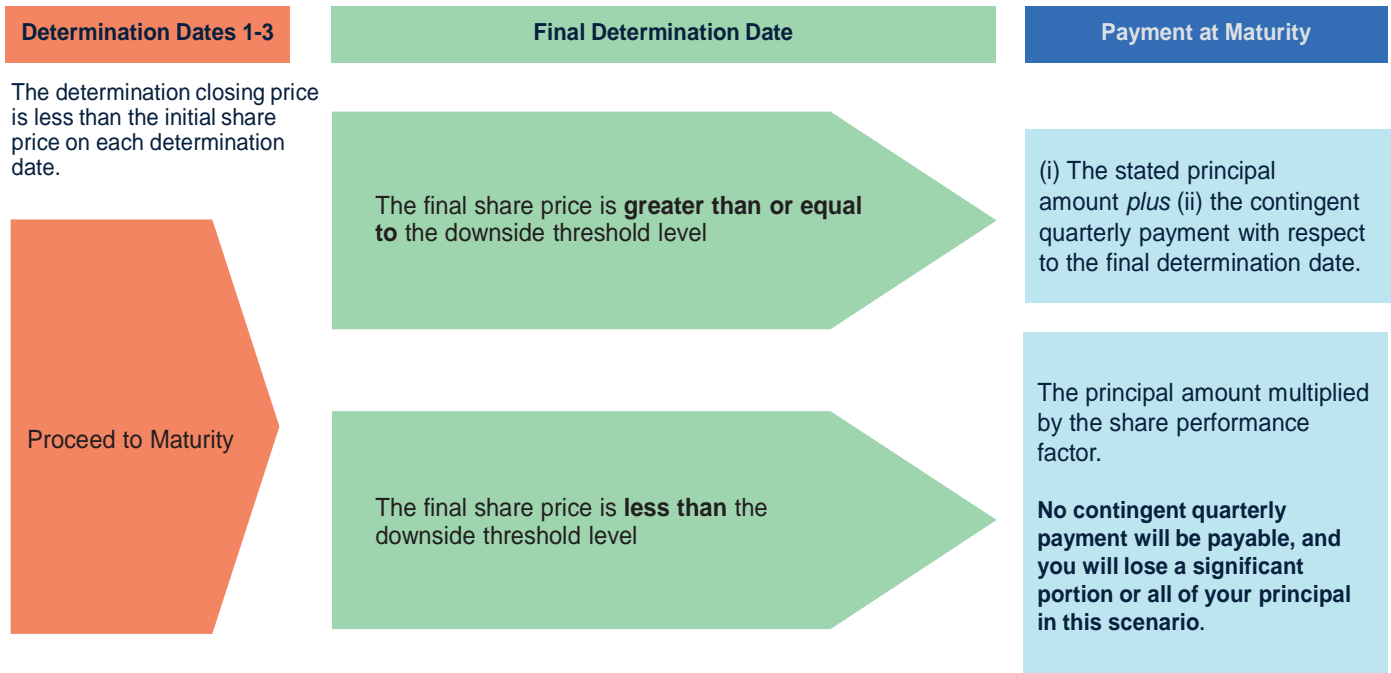 Determination Dates 1-3
Final Determination Date
Payment at Maturity
The determination closing price
is less than the initial share
price on each determination
date.
Proceed to Maturity
The final share price is greater than or equal
to the downside threshold level
(i) The stated principal
amount plus (ii) the contingent
quarterly payment with respect
to the final determination date.
The final share price is less than the
downside threshold level
The principal amount multiplied
by the share performance
factor.
No contingent quarterly
payment will be payable, and
you will lose a significant
portion or all of your principal
in this scenario.